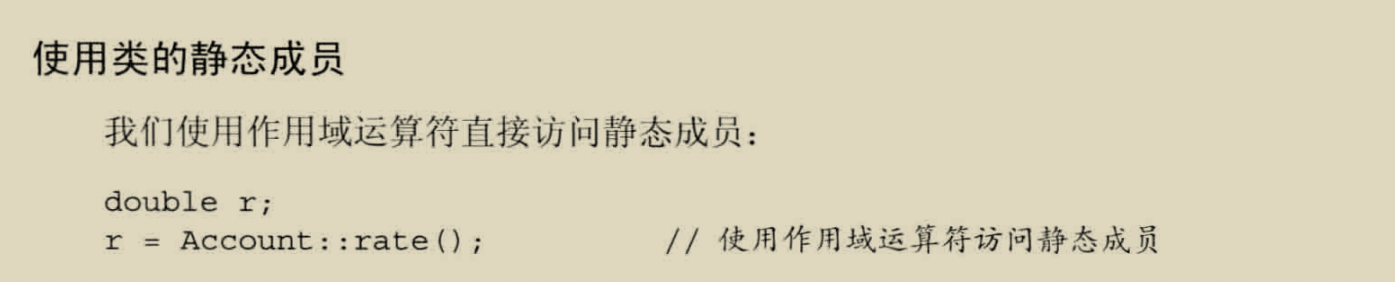 使用类的静态成员
我们使用作用域运算符直接访问静态成员：
double r;
r = Account::rate();          // 使用作用域运算符访问静态成员